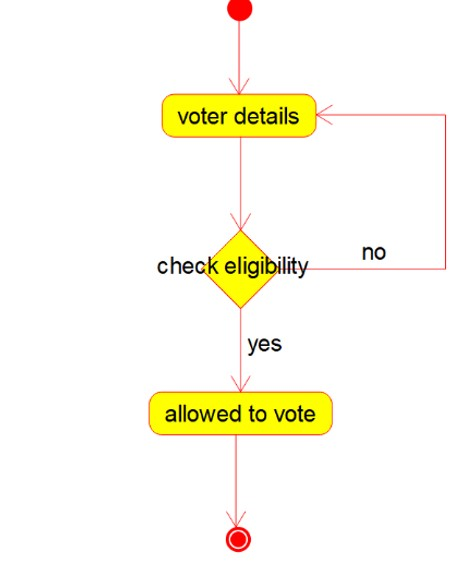 voter details
check eligibility
no
yes
allowed to vote